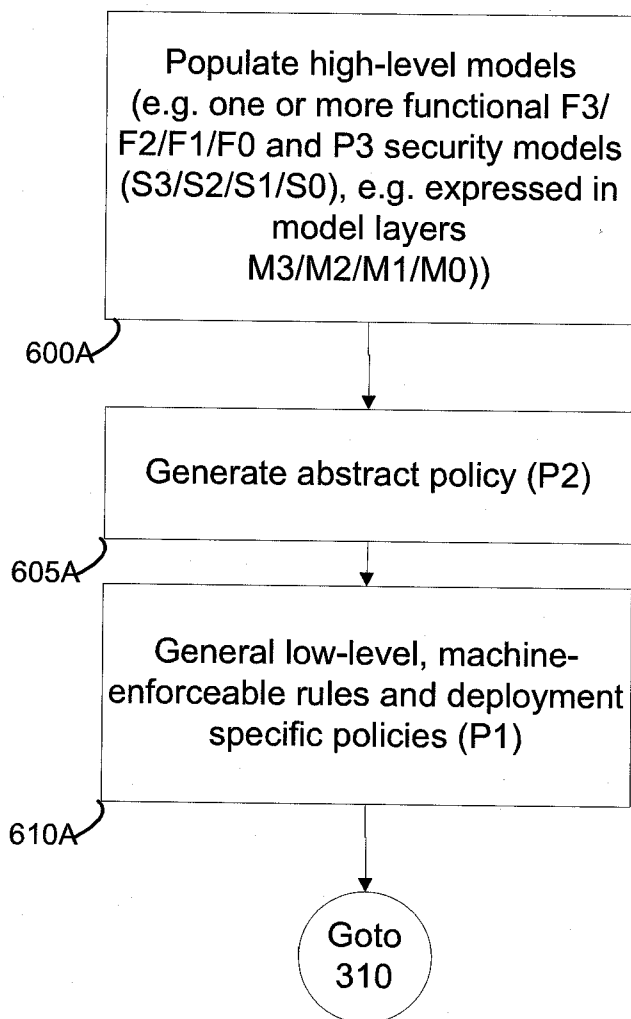 Populate high-level models
(e.g. one or more functional F3/
F2/F1/F0 and P3 security models
(S3/S2/S1/S0), e.g. expressed in
model layers
M3/M2/M1/M0))
600A
Generate abstract policy (P2)
605A
General low-level, machine-
enforceable rules and deployment
specific policies (P1)
610A
Goto
310